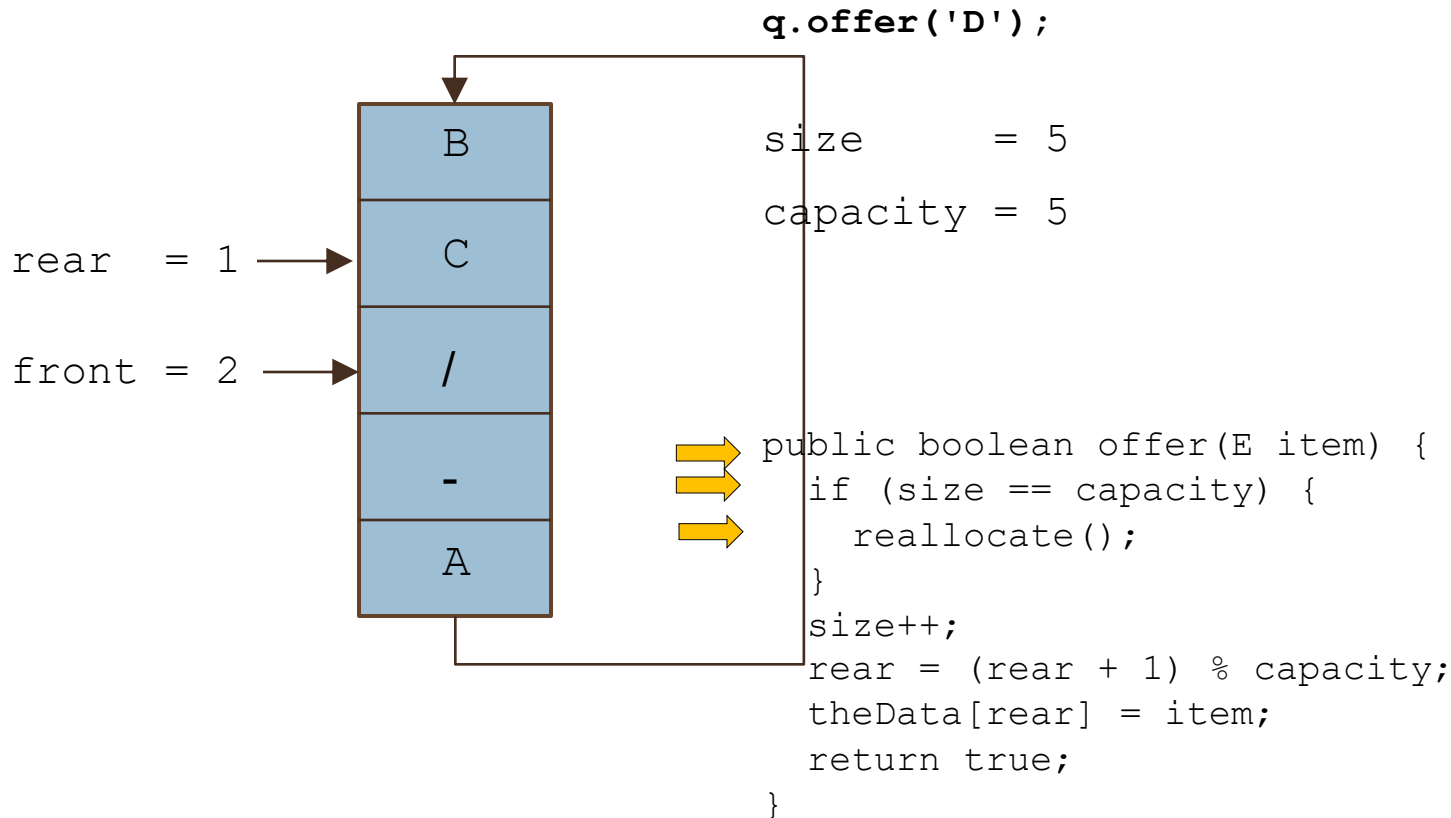 q.offer('D');
B
size = 5
capacity = 5
rear = 1
C
front = 2
/
-
A
public boolean offer(E item) {
if (size == capacity) {
reallocate();
}
size++;
rear = (rear + 1) % capacity;
theData[rear] = item;
return true;
}